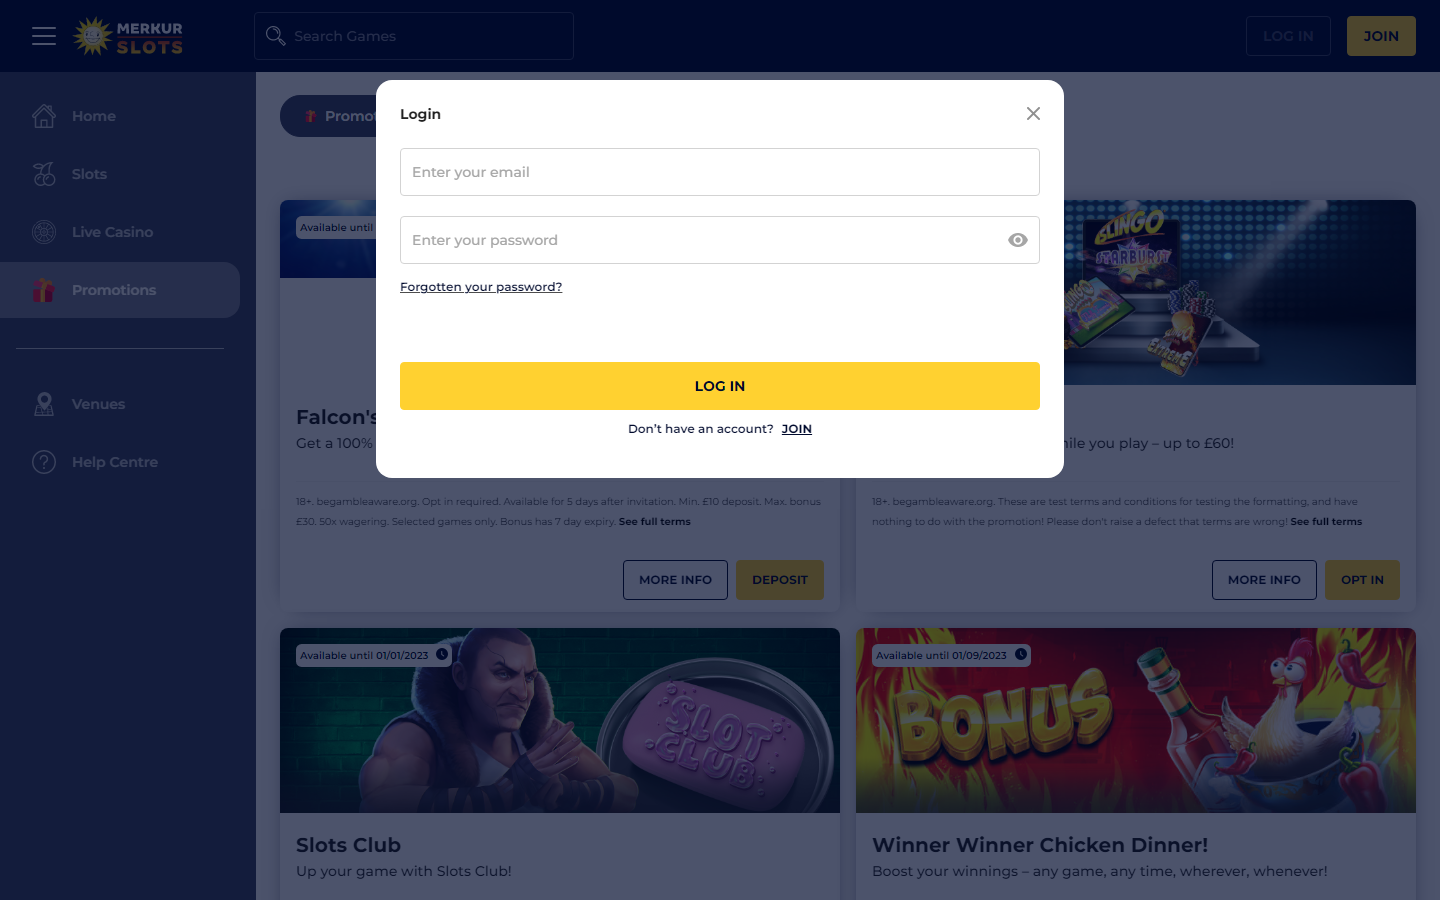 MERKUR
SLOTS
Search Games
LOG IN
JOIN
Home
Slots
Live Casino
Promotions
Venues
Help Centre
Promot
Login
Enter your email
Enter your password
Forgotten your password?
LOG IN
Don't have an account? JOIN
Available until
Falcon's
Get a 100%
18+. begambleaware.org. Opt in required. Available for 5 days after invitation. Min. £10 deposit. Max. bonus
£30. 50x wagering. Selected games only. Bonus has 7 day expiry. See full terms
MORE INFO
DEPOSIT
SLINGO
STARBURST
SLINGO
EXTREME
hile you play – up to £60!
18+. begambleaware.org. These are test terms and conditions for testing the formatting, and have
nothing to do with the promotion! Please don't raise a defect that terms are wrong! See full terms
MORE INFO
OPT IN
Available until 01/01/2023
SLOT
CLUB
Slots Club
Up your game with Slots Club!
Available until 01/09/2023
BONUS
Winner Winner Chicken Dinner!
Boost your winnings – any game, any time, wherever, whenever!